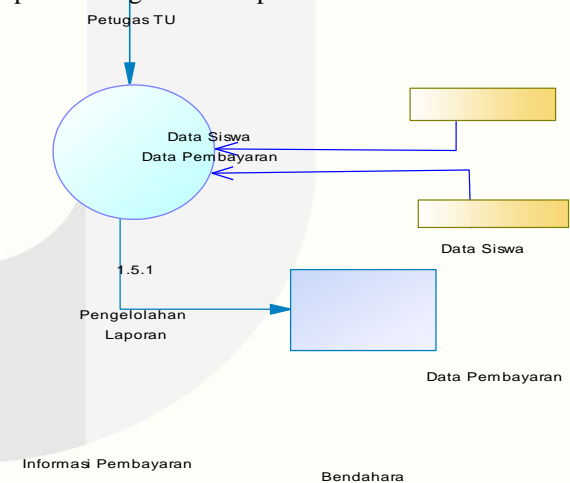 Petugas TU
Data Siswa
Data Pembayaran
Data Siswa
1.5.1
Pengelolahan
Laporan
Data Pembayaran
Informasi Pembayaran
Bendahara